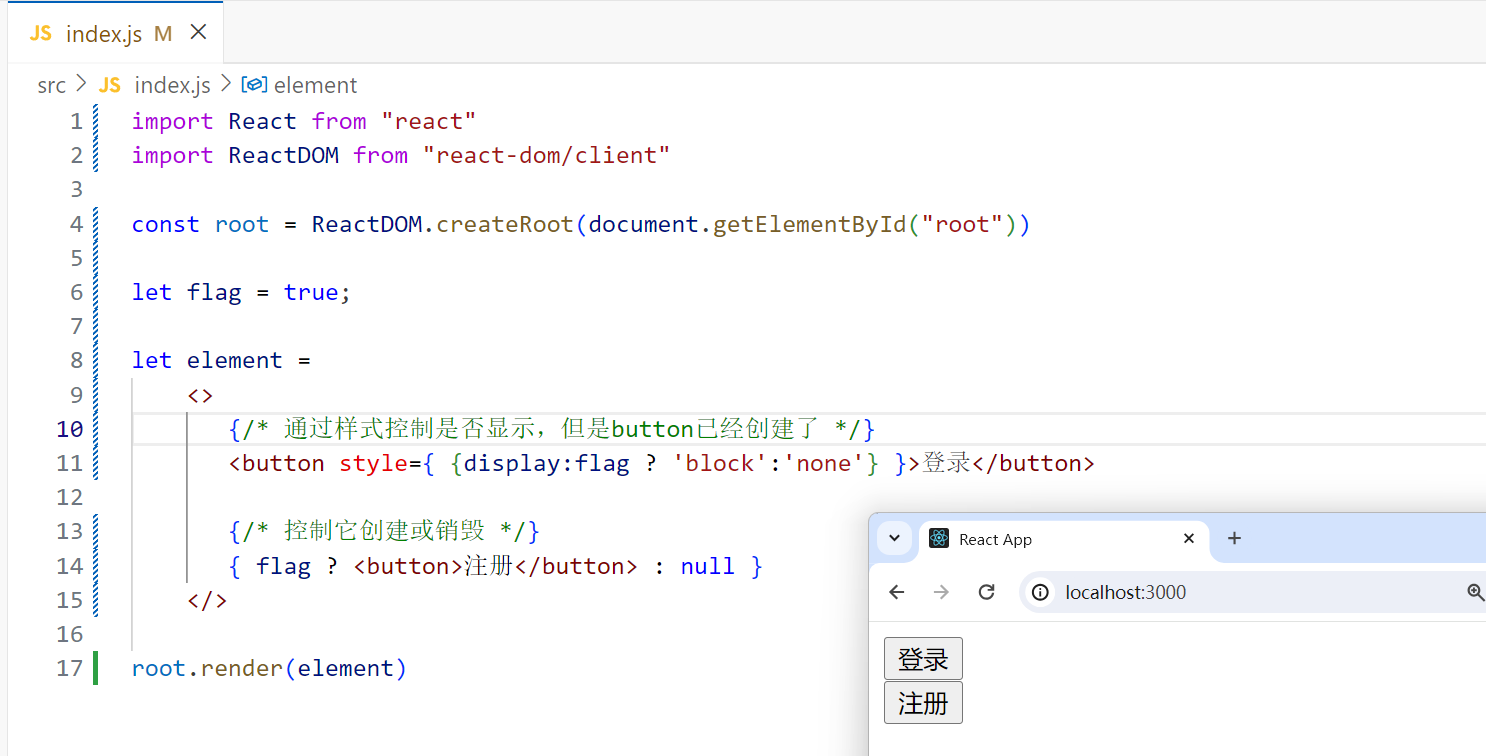 JS index.js M
src > JS index.js > element
1 import React from "react"
2 import ReactDOM from "react-dom/client"
3
4 const root = ReactDOM.createRoot(document.getElementById("root"))
5
6 let flag = true;
7
8 let element =
9 <>
10 {/* 通过样式控制是否显示，但是button已经创建了 */}
11 <button style={ {display:flag ? 'block':'none'} }>登录</button>
12
13 {/* 控制它创建或销毁 */}
14 { flag ? <button>注册</button> : null }
15 </>
16
17 root.render(element)
React App
localhost:3000
登录
注册